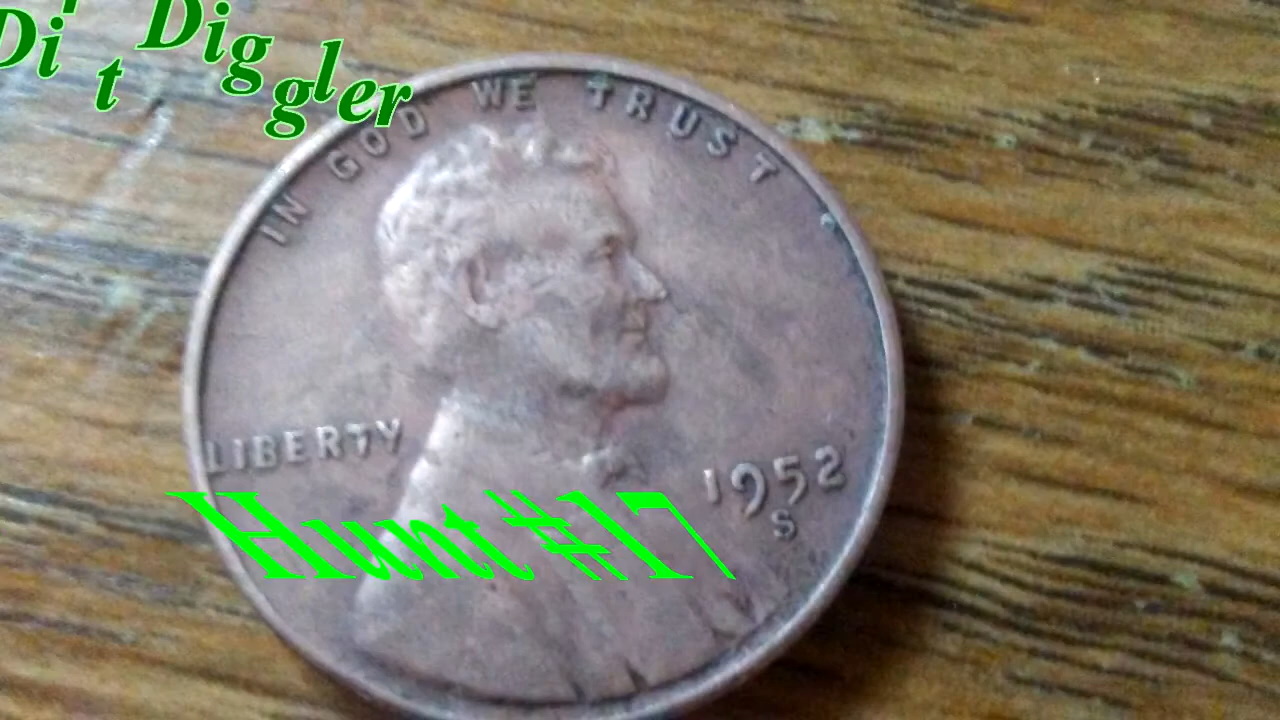 Dirt Diggler
IN GOD WE TRUST
LIBERTY
1952
S
Hunt #17